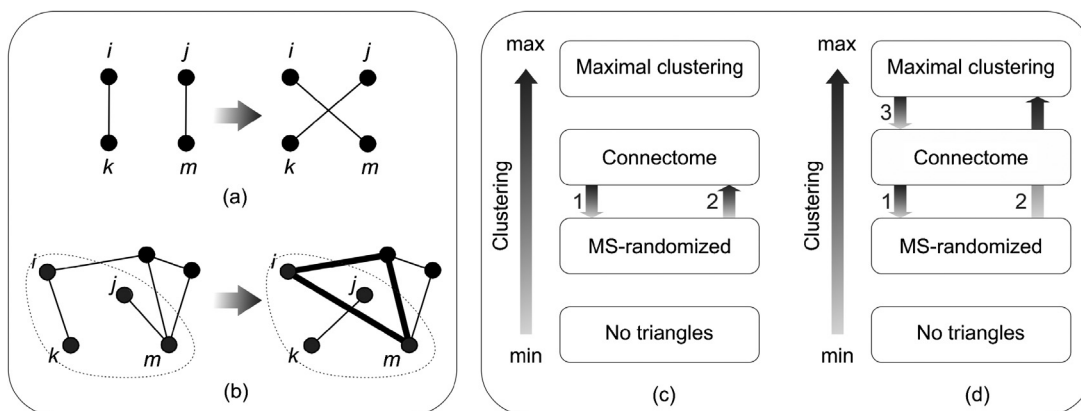 i j i j
k m k m
(a)
i j i j
k m k m
(b)
max
Clustering
min
Maximal clustering
Connectome
1 2
MS-randomized
No triangles
(c)
max
Clustering
min
Maximal clustering
3
Connectome
1 2
MS-randomized
No triangles
(d)